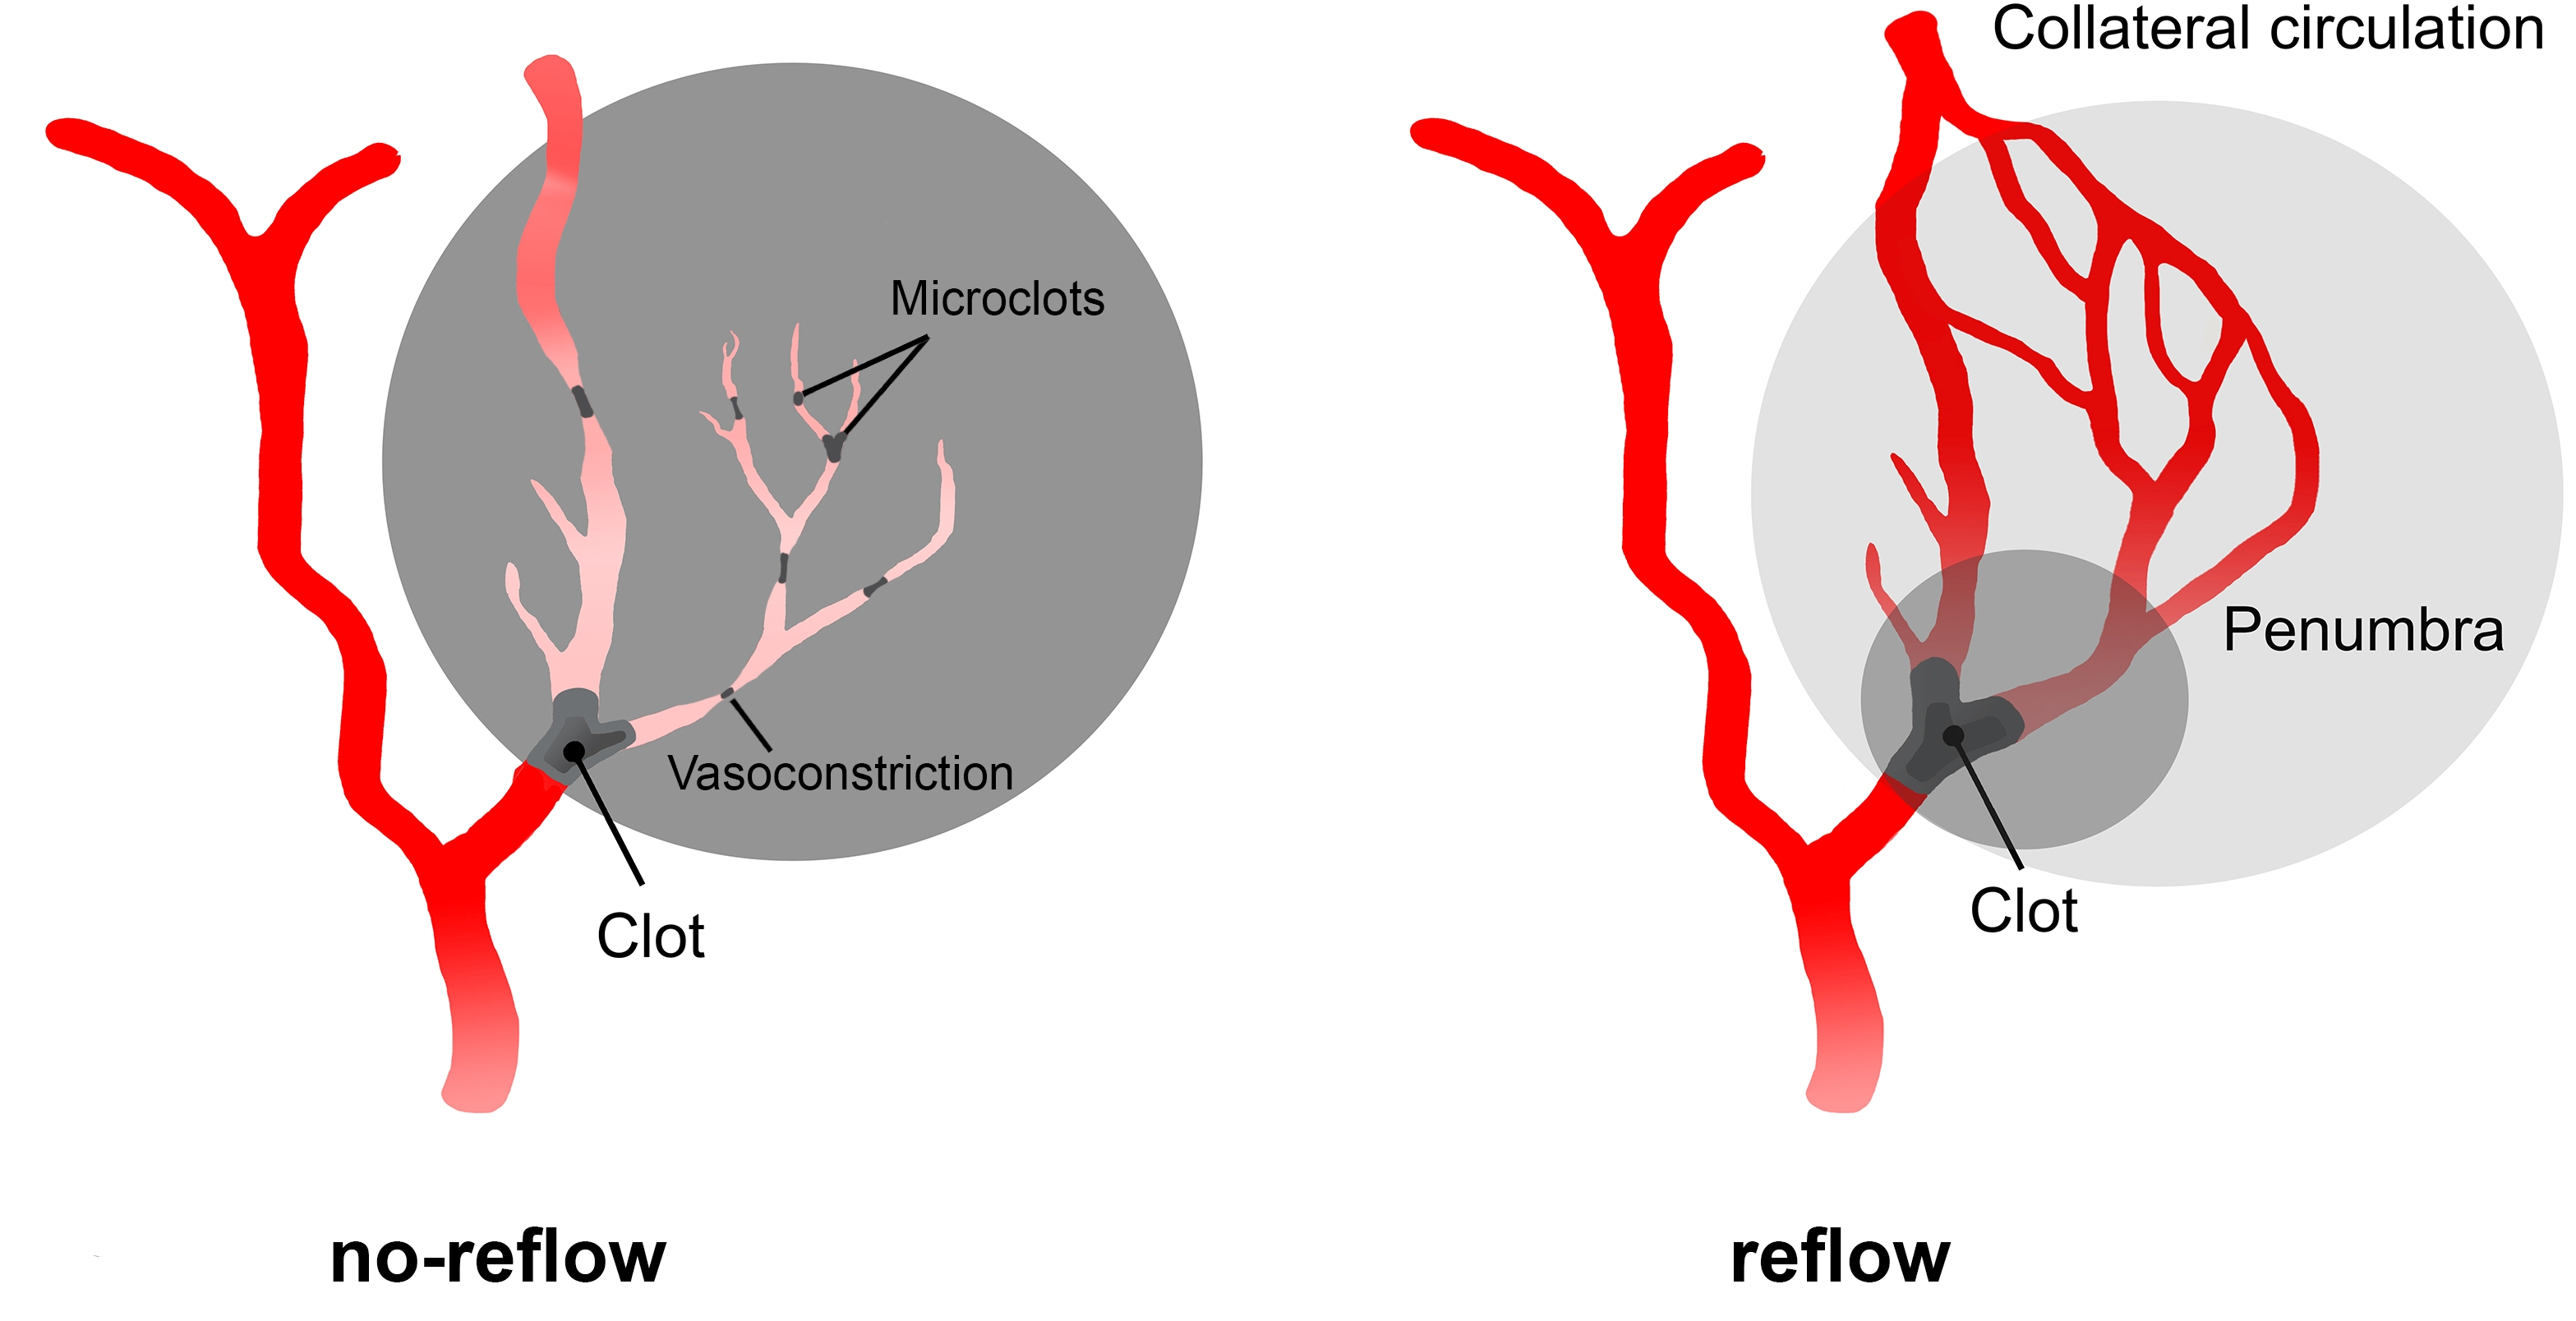 Collateral circulation
Microclots
Penumbra
Vasoconstriction
Clot
Clot
no-reflow
reflow